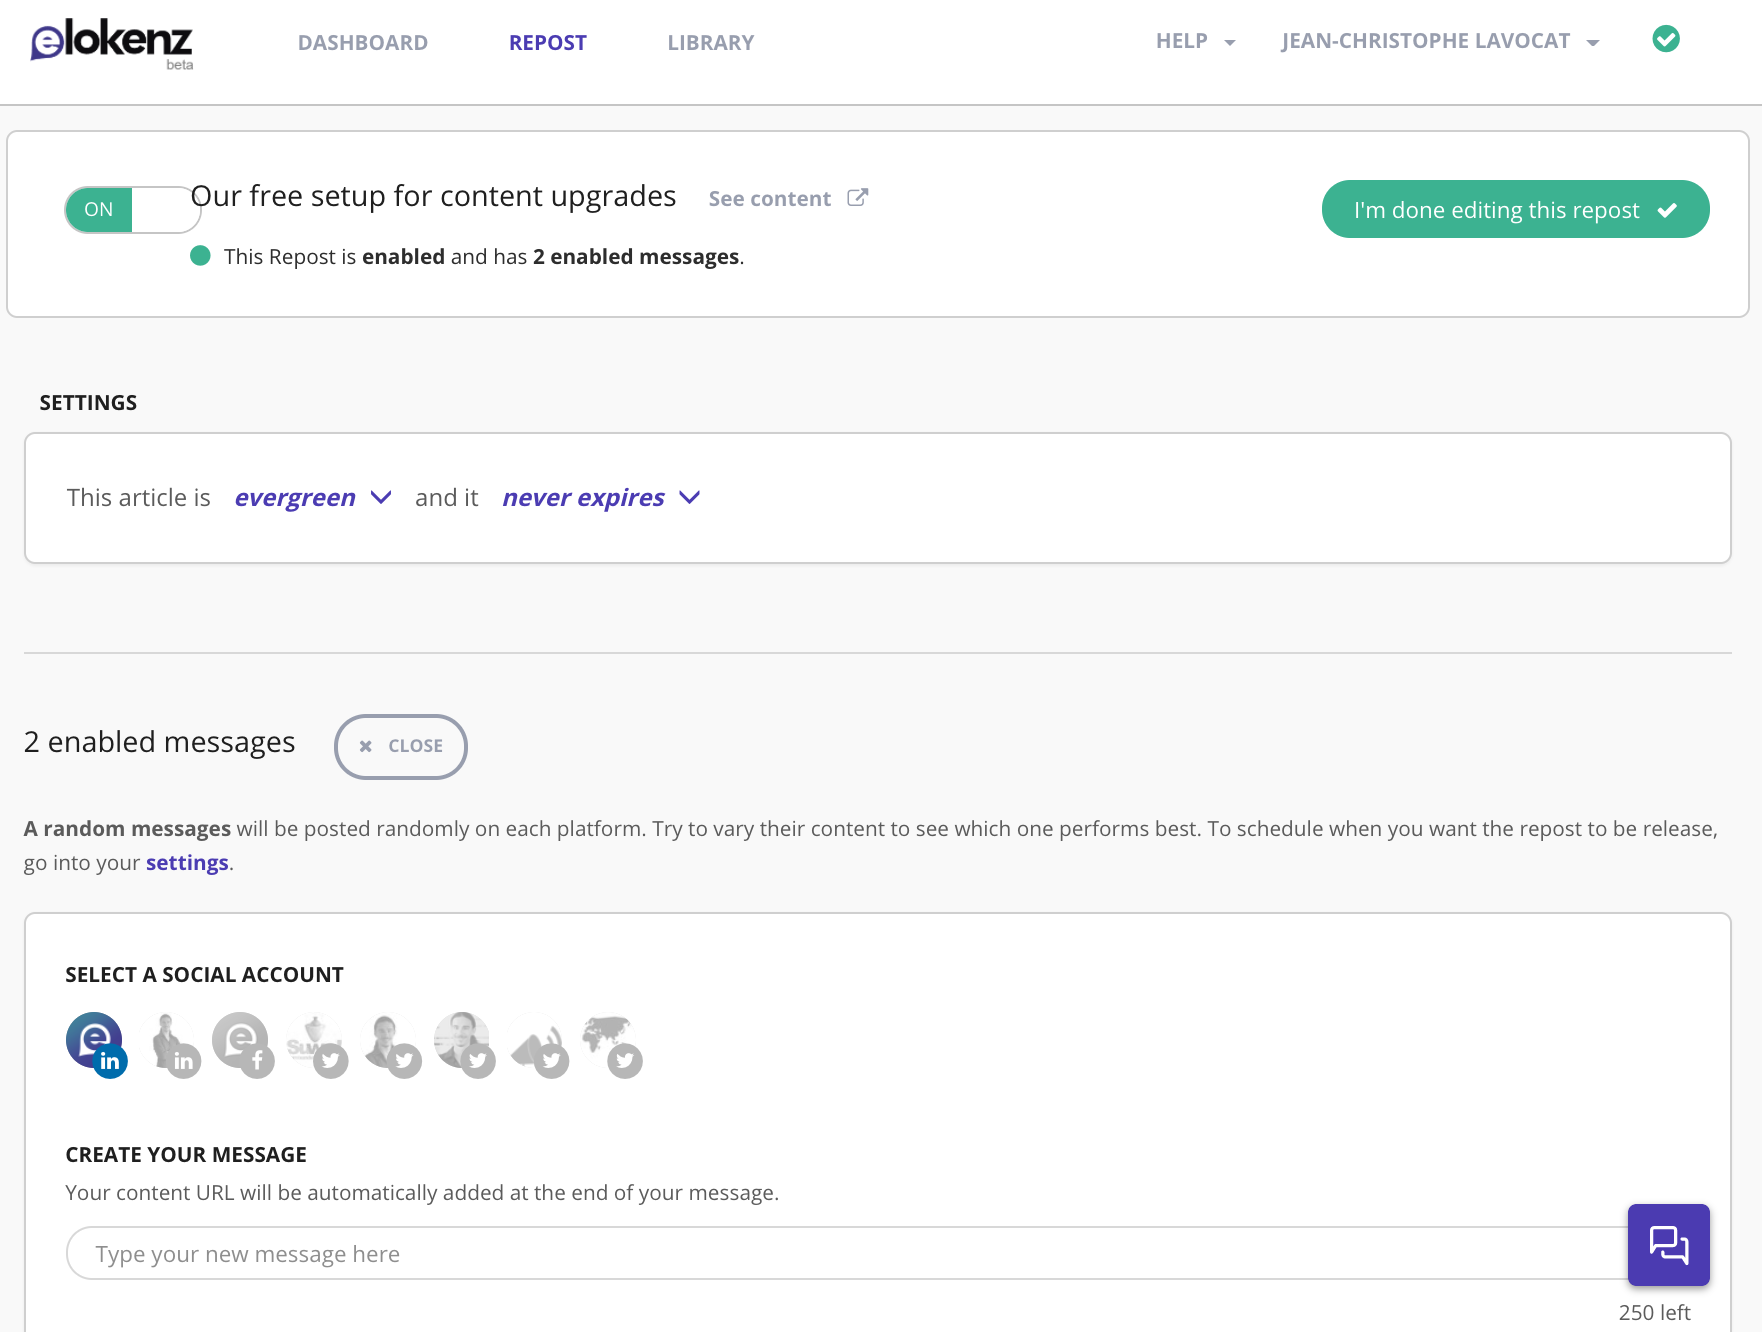 elokenz
beta
DASHBOARD
REPOST
LIBRARY
HELP
JEAN-CHRISTOPHE LAVOCAT
ON
Our free setup for content upgrades
See content
I'm done editing this repost
This Repost is enabled and has 2 enabled messages.
SETTINGS
This article is evergreen and it never expires
2 enabled messages
CLOSE
A random messages will be posted randomly on each platform. Try to vary their content to see which one performs best. To schedule when you want the repost to be release,
go into your settings.
SELECT A SOCIAL ACCOUNT
CREATE YOUR MESSAGE
Your content URL will be automatically added at the end of your message.
Type your new message here
250 left